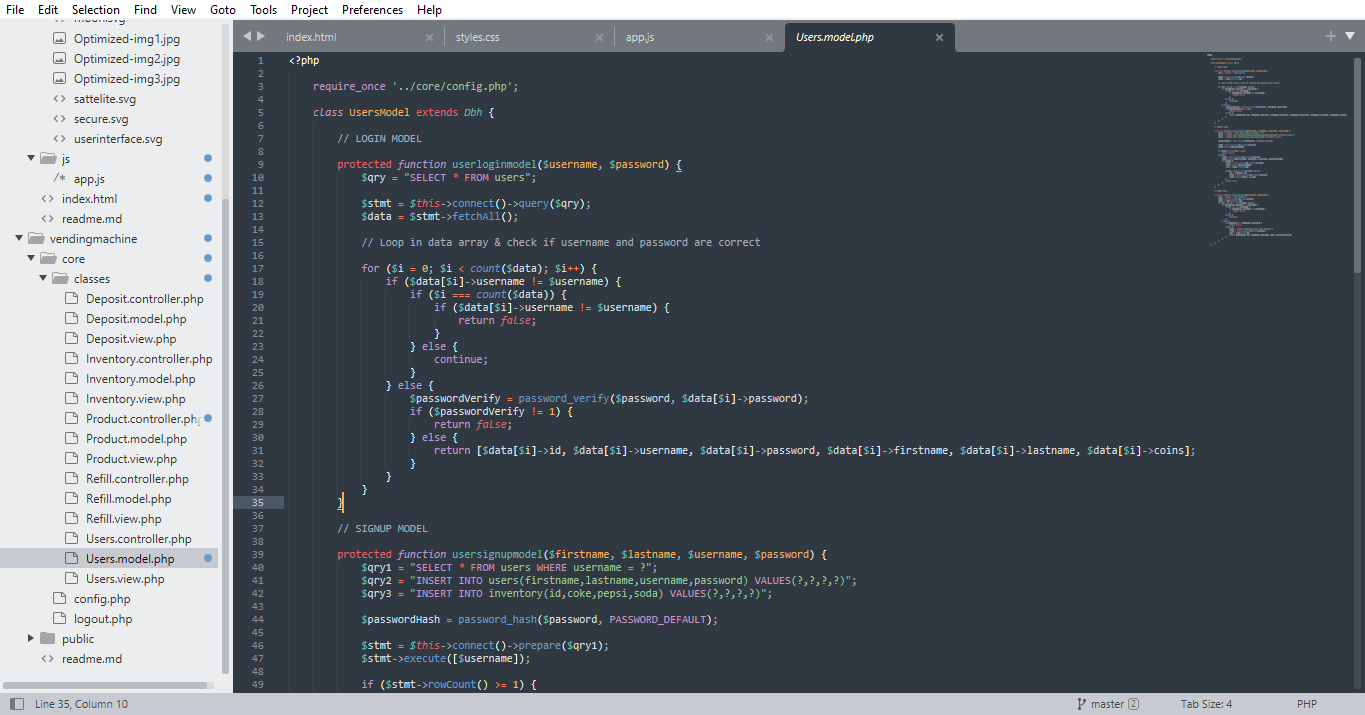 File Edit Selection Find View Goto Tools Project Preferences Help
Optimized-img1.jpg
Optimized-img2.jpg
Optimized-img3.jpg
sattelite.svg
secure.svg
userinterface.svg
js
/* app.js
index.html
readme.md
vendingmachine
core
classes
Deposit.controller.php
Deposit.model.php
Deposit.view.php
Inventory.controller.php
Inventory.model.php
Inventory.view.php
Product.controller.php
Product.model.php
Product.view.php
Refill.controller.php
Refill.model.php
Refill.view.php
Users.controller.php
Users.model.php
Users.view.php
config.php
logout.php
public
readme.md
index.html styles.css app.js Users.model.php
1 <?php
2
3 require_once '../core/config.php';
4
5 class UsersModel extends Dbh {
6
7 // LOGIN MODEL
8
9 protected function userloginmodel($username, $password) {
10 $qry = "SELECT * FROM users";
11
12 $stmt = $this->connect()->query($qry);
13 $data = $stmt->fetchAll();
14
15 // Loop in data array & check if username and password are correct
16
17 for ($i = 0; $i < count($data); $i++) {
18 if ($data[$i]->username != $username) {
19 if ($i === count($data)) {
20 if ($data[$i]->username != $username) {
21 return false;
22 }
23 } else {
24 continue;
25 }
26 } else {
27 $passwordVerify = password_verify($password, $data[$i]->password);
28 if ($passwordVerify != 1) {
29 return false;
30 } else {
31 return [$data[$i]->id, $data[$i]->username, $data[$i]->password, $data[$i]->firstname, $data[$i]->lastname, $data[$i]->coins];
32 }
33 }
34 }
35 }
36
37 // SIGNUP MODEL
38
39 protected function usersignupmodel($firstname, $lastname, $username, $password) {
40 $qry1 = "SELECT * FROM users WHERE username = ?";
41 $qry2 = "INSERT INTO users(firstname,lastname,username,password) VALUES(?,?,?,?)";
42 $qry3 = "INSERT INTO inventory(id,coke,pepsi,soda) VALUES(?,?,?,?)";
43
44 $passwordHash = password_hash($password, PASSWORD_DEFAULT);
45
46 $stmt = $this->connect()->prepare($qry1);
47 $stmt->execute([$username]);
48
49 if ($stmt->rowCount() >= 1) {
Line 35, Column 10 master 2 Tab Size: 4 PHP